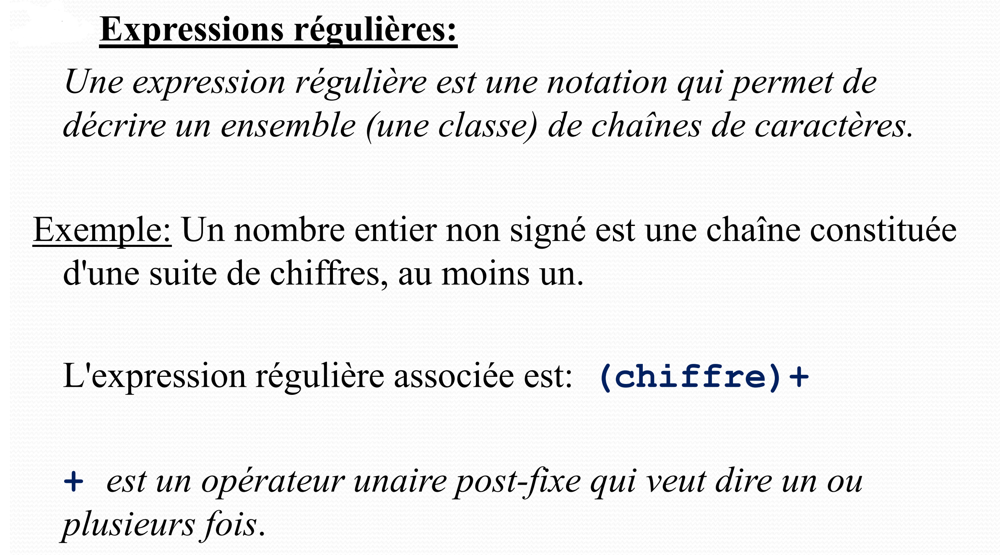 Expressions régulières:
Une expression régulière est une notation qui permet de
décrire un ensemble (une classe) de chaînes de caractères.
Exemple: Un nombre entier non signé est une chaîne constituée
d'une suite de chiffres, au moins un.
L'expression régulière associée est: (chiffre)+
+ est un opérateur unaire post-fixe qui veut dire un ou
plusieurs fois.